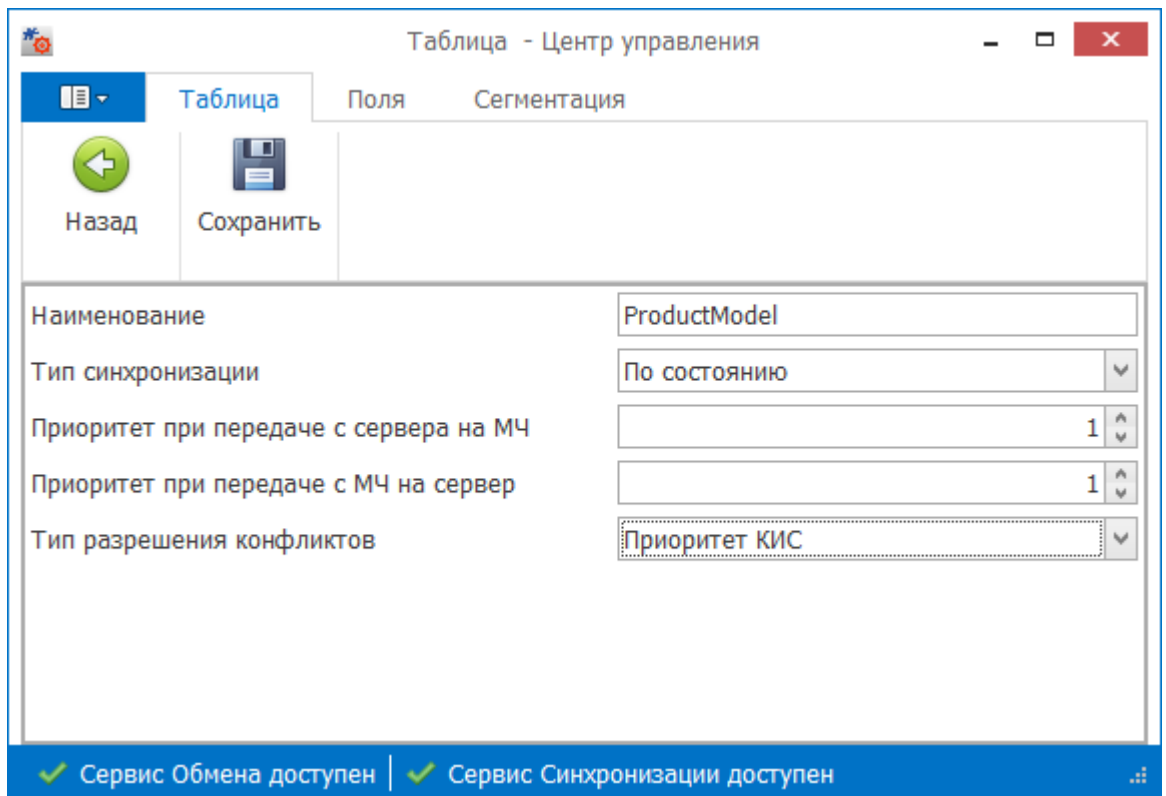 Таблица - Центр управления
Таблица Поля Сегментация
Назад Сохранить
Наименование ProductModel
Тип синхронизации По состоянию
Приоритет при передаче с сервера на МЧ 1
Приоритет при передаче с МЧ на сервер 1
Тип разрешения конфликтов Приоритет КИС
Сервис Обмена доступен Сервис Синхронизации доступен